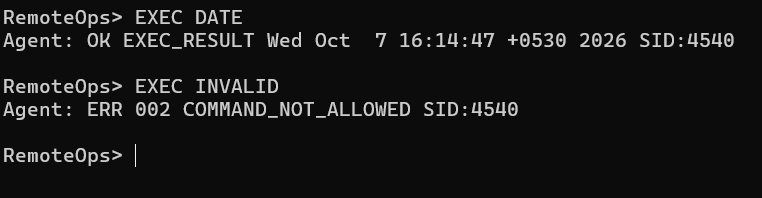 RemoteOps> EXEC DATE
Agent: OK EXEC_RESULT Wed Oct  7 16:14:47 +0530 2026 SID:4540
RemoteOps> EXEC INVALID
Agent: ERR 002 COMMAND_NOT_ALLOWED SID:4540
RemoteOps>